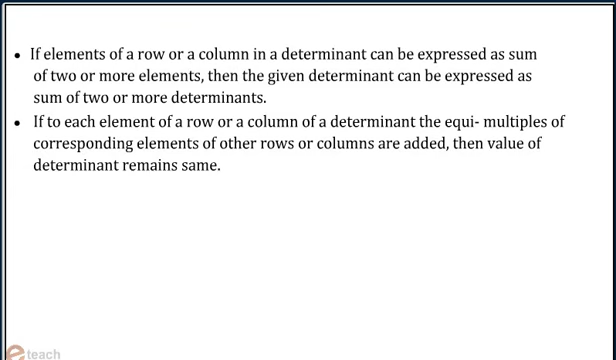 • If elements of a row or a column in a determinant can be expressed as sum
of two or more elements, then the given determinant can be expressed as
sum of two or more determinants.
• If to each element of a row or a column of a determinant the equi- multiples of
corresponding elements of other rows or columns are added, then value of
determinant remains same.
e teach